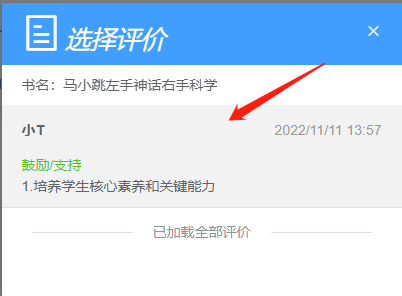 选择评价
书名：马小跳左手神话右手科学
小T 2022/11/11 13:57
鼓励/支持
1.培养学生核心素养和关键能力
已加载全部评价